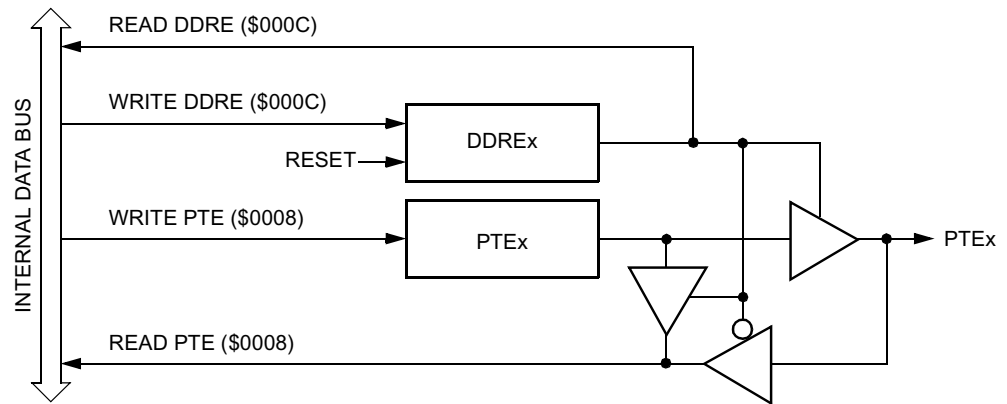 READ DDRE ($000C)
WRITE DDRE ($000C)
DDREx
RESET
WRITE PTE ($0008)
PTEx
PTEx
READ PTE ($0008)
INTERNAL DATA BUS